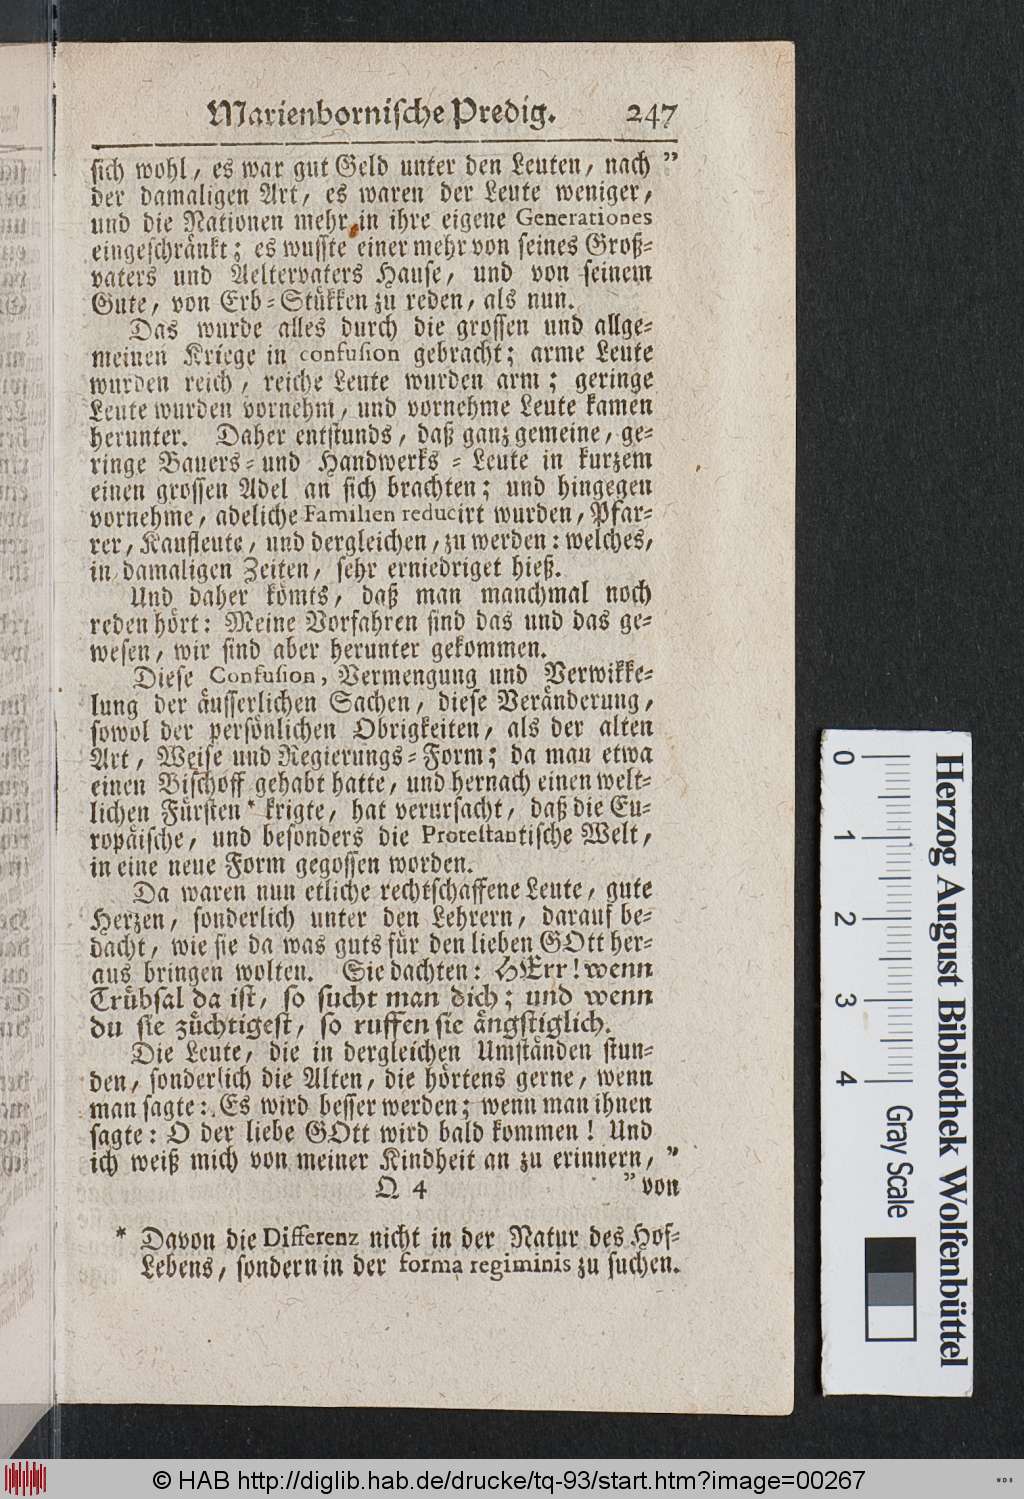 Marienbornische Predig. 247
sich wohl, es war gut Geld unter den Leuten, nach ”
der damaligen Art, es waren der Leute weniger,
und die Nationen mehr in ihre eigene Generationes
eingeschränkt; es wusste einer mehr von seines Groß-
vaters und Aeltervaters Hause, und von seinem
Gute, von Erb-Stükken zu reden, als nun.
Das wurde alles durch die grossen und allge-
meinen Kriege in confusion gebracht; arme Leute
wurden reich, reiche Leute wurden arm; geringe
Leute wurden vornehm, und vornehme Leute kamen
herunter. Daher entstunds, daß ganz gemeine, ge-
ringe Bauers- und Handwerks-Leute in kurzem
einen grossen Adel an sich brachten; und hingegen
vornehme, adeliche Familien reducirt wurden, Pfar-
rer, Kaufleute, und dergleichen, zu werden: welches,
in damaligen Zeiten, sehr erniedriget hieß.
Und daher kömts, daß man manchmal noch
reden hört: Meine Vorfahren sind das und das ge-
wesen, wir sind aber herunter gekommen.
Diese Confusion, Vermengung und Verwikke-
lung der äusserlichen Sachen, diese Veränderung,
sowol der persönlichen Obrigkeiten, als der alten
Art, Weise und Regierungs-Form; da man etwa
einen Bischoff gehabt hatte, und hernach einen welt-
lichen Fürsten* krigte, hat verursacht, daß die Eu-
ropäische, und besonders die Protestantische Welt,
in eine neue Form gegossen worden.
Da waren nun etliche rechtschaffene Leute, gute
Herzen, sonderlich unter den Lehrern, darauf be-
dacht, wie sie da was guts für den lieben GOtt her-
aus bringen wolten. Sie dachten: HErr! wenn
Trübsal da ist, so sucht man dich; und wenn
du sie züchtigest, so ruffen sie ängstiglich.
Die Leute, die in dergleichen Umständen stun-
den, sonderlich die Alten, die hörtens gerne, wenn
man sagte: Es wird besser werden; wenn man ihnen
sagte: O der liebe GOtt wird bald kommen! Und
ich weiß mich von meiner Kindheit an zu erinnern, ”
Q 4 ” von
* Davon die Differenz nicht in der Natur des Hof-
Lebens, sondern in der forma regiminis zu suchen.
0 1 2 3 4 Gray Scale
Herzog August Bibliothek Wolfenbüttel
© HAB http://diglib.hab.de/drucke/tq-93/start.htm?image=00267